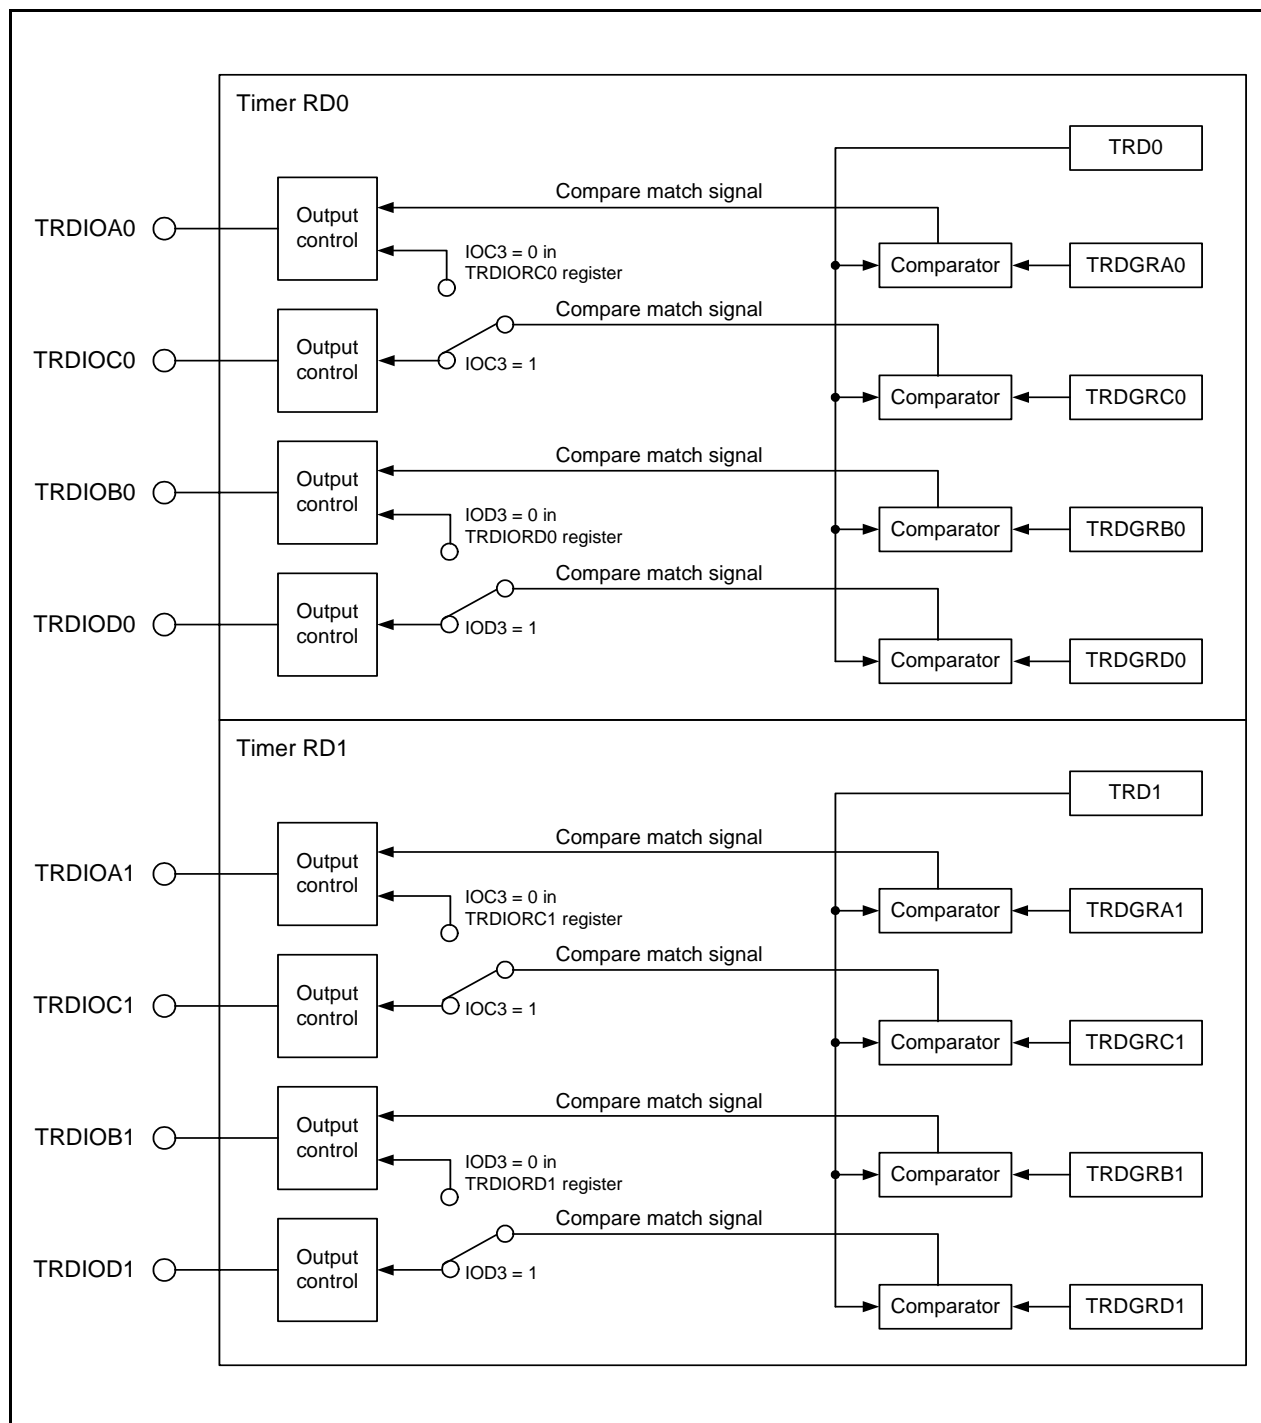 Timer RD0
TRD0
Compare match signal
TRDIOA0
Output
control
IOC3 = 0 in
TRDIORC0 register
Comparator
TRDGRA0
Compare match signal
TRDIOC0
Output
control
IOC3 = 1
Comparator
TRDGRC0
Compare match signal
TRDIOB0
Output
control
IOD3 = 0 in
TRDIORD0 register
Comparator
TRDGRB0
Compare match signal
TRDIOD0
Output
control
IOD3 = 1
Comparator
TRDGRD0
Timer RD1
TRD1
Compare match signal
TRDIOA1
Output
control
IOC3 = 0 in
TRDIORC1 register
Comparator
TRDGRA1
Compare match signal
TRDIOC1
Output
control
IOC3 = 1
Comparator
TRDGRC1
Compare match signal
TRDIOB1
Output
control
IOD3 = 0 in
TRDIORD1 register
Comparator
TRDGRB1
Compare match signal
TRDIOD1
Output
control
IOD3 = 1
Comparator
TRDGRD1